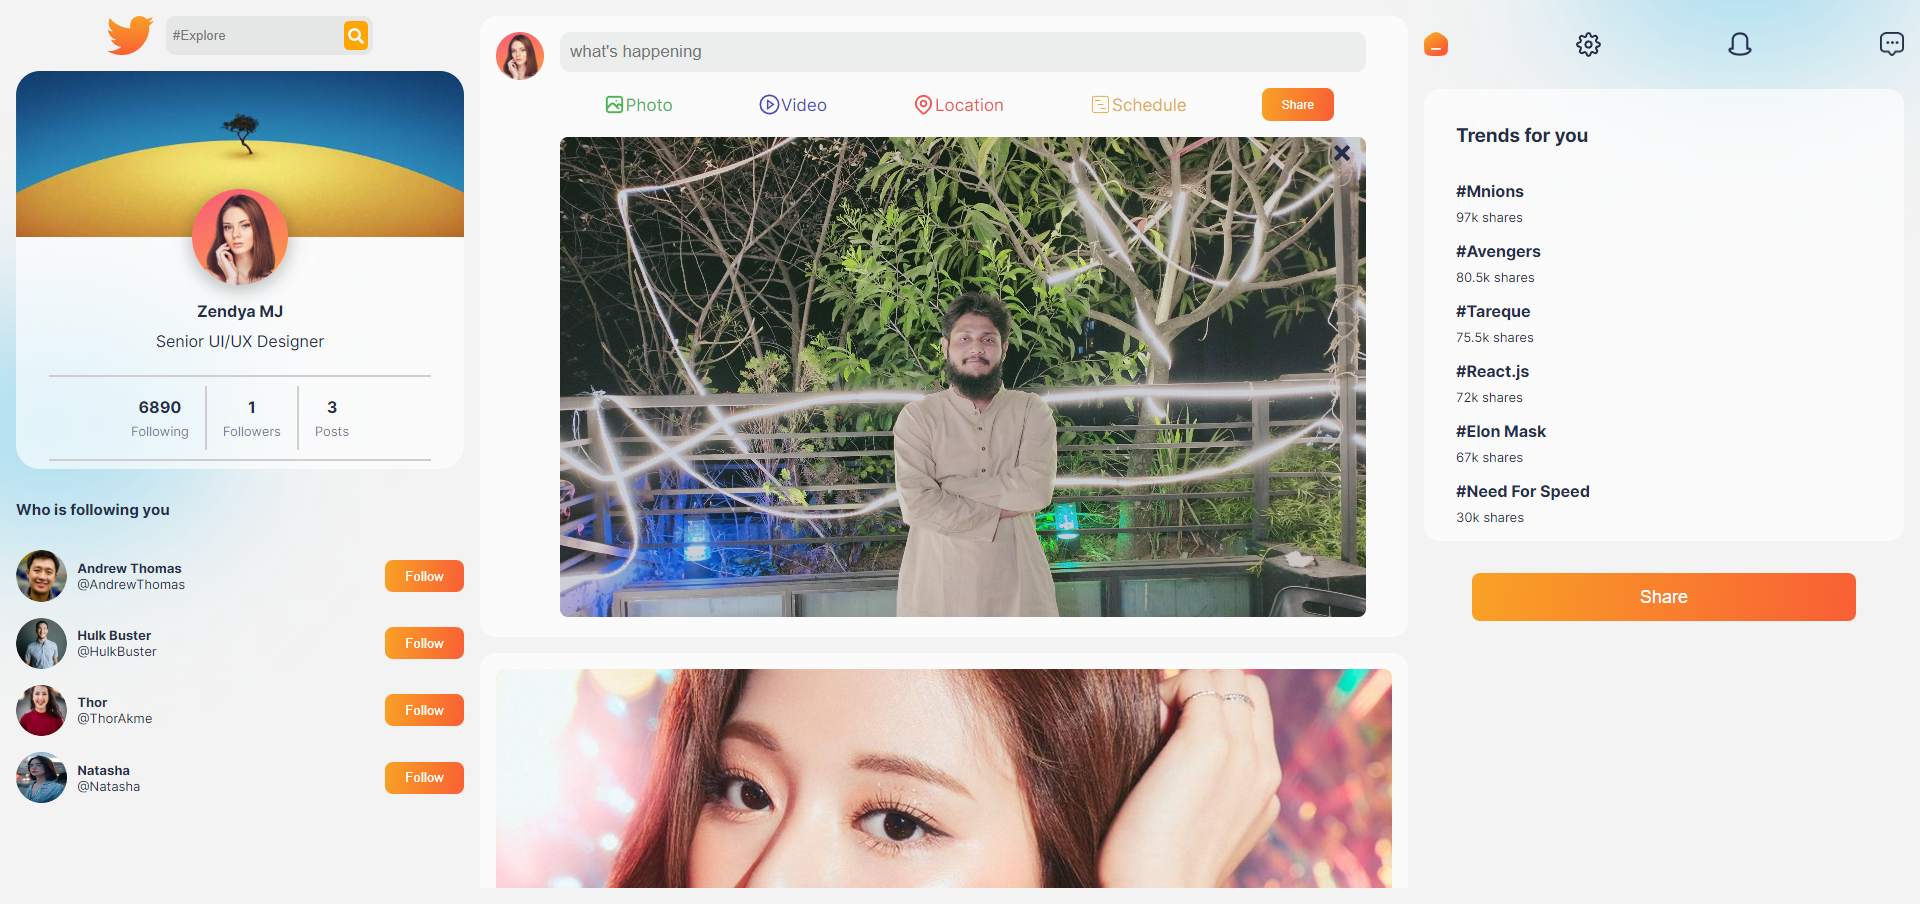 #Explore
Zendya MJ
Senior UI/UX Designer
6890
Following
1
Followers
3
Posts
Who is following you
Andrew Thomas
@AndrewThomas
Follow
Hulk Buster
@HulkBuster
Follow
Thor
@ThorAkme
Follow
Natasha
@Natasha
Follow
what's happening
Photo
Video
Location
Schedule
Share
Trends for you
#Mnions
97k shares
#Avengers
80.5k shares
#Tareque
75.5k shares
#React.js
72k shares
#Elon Mask
67k shares
#Need For Speed
30k shares
Share